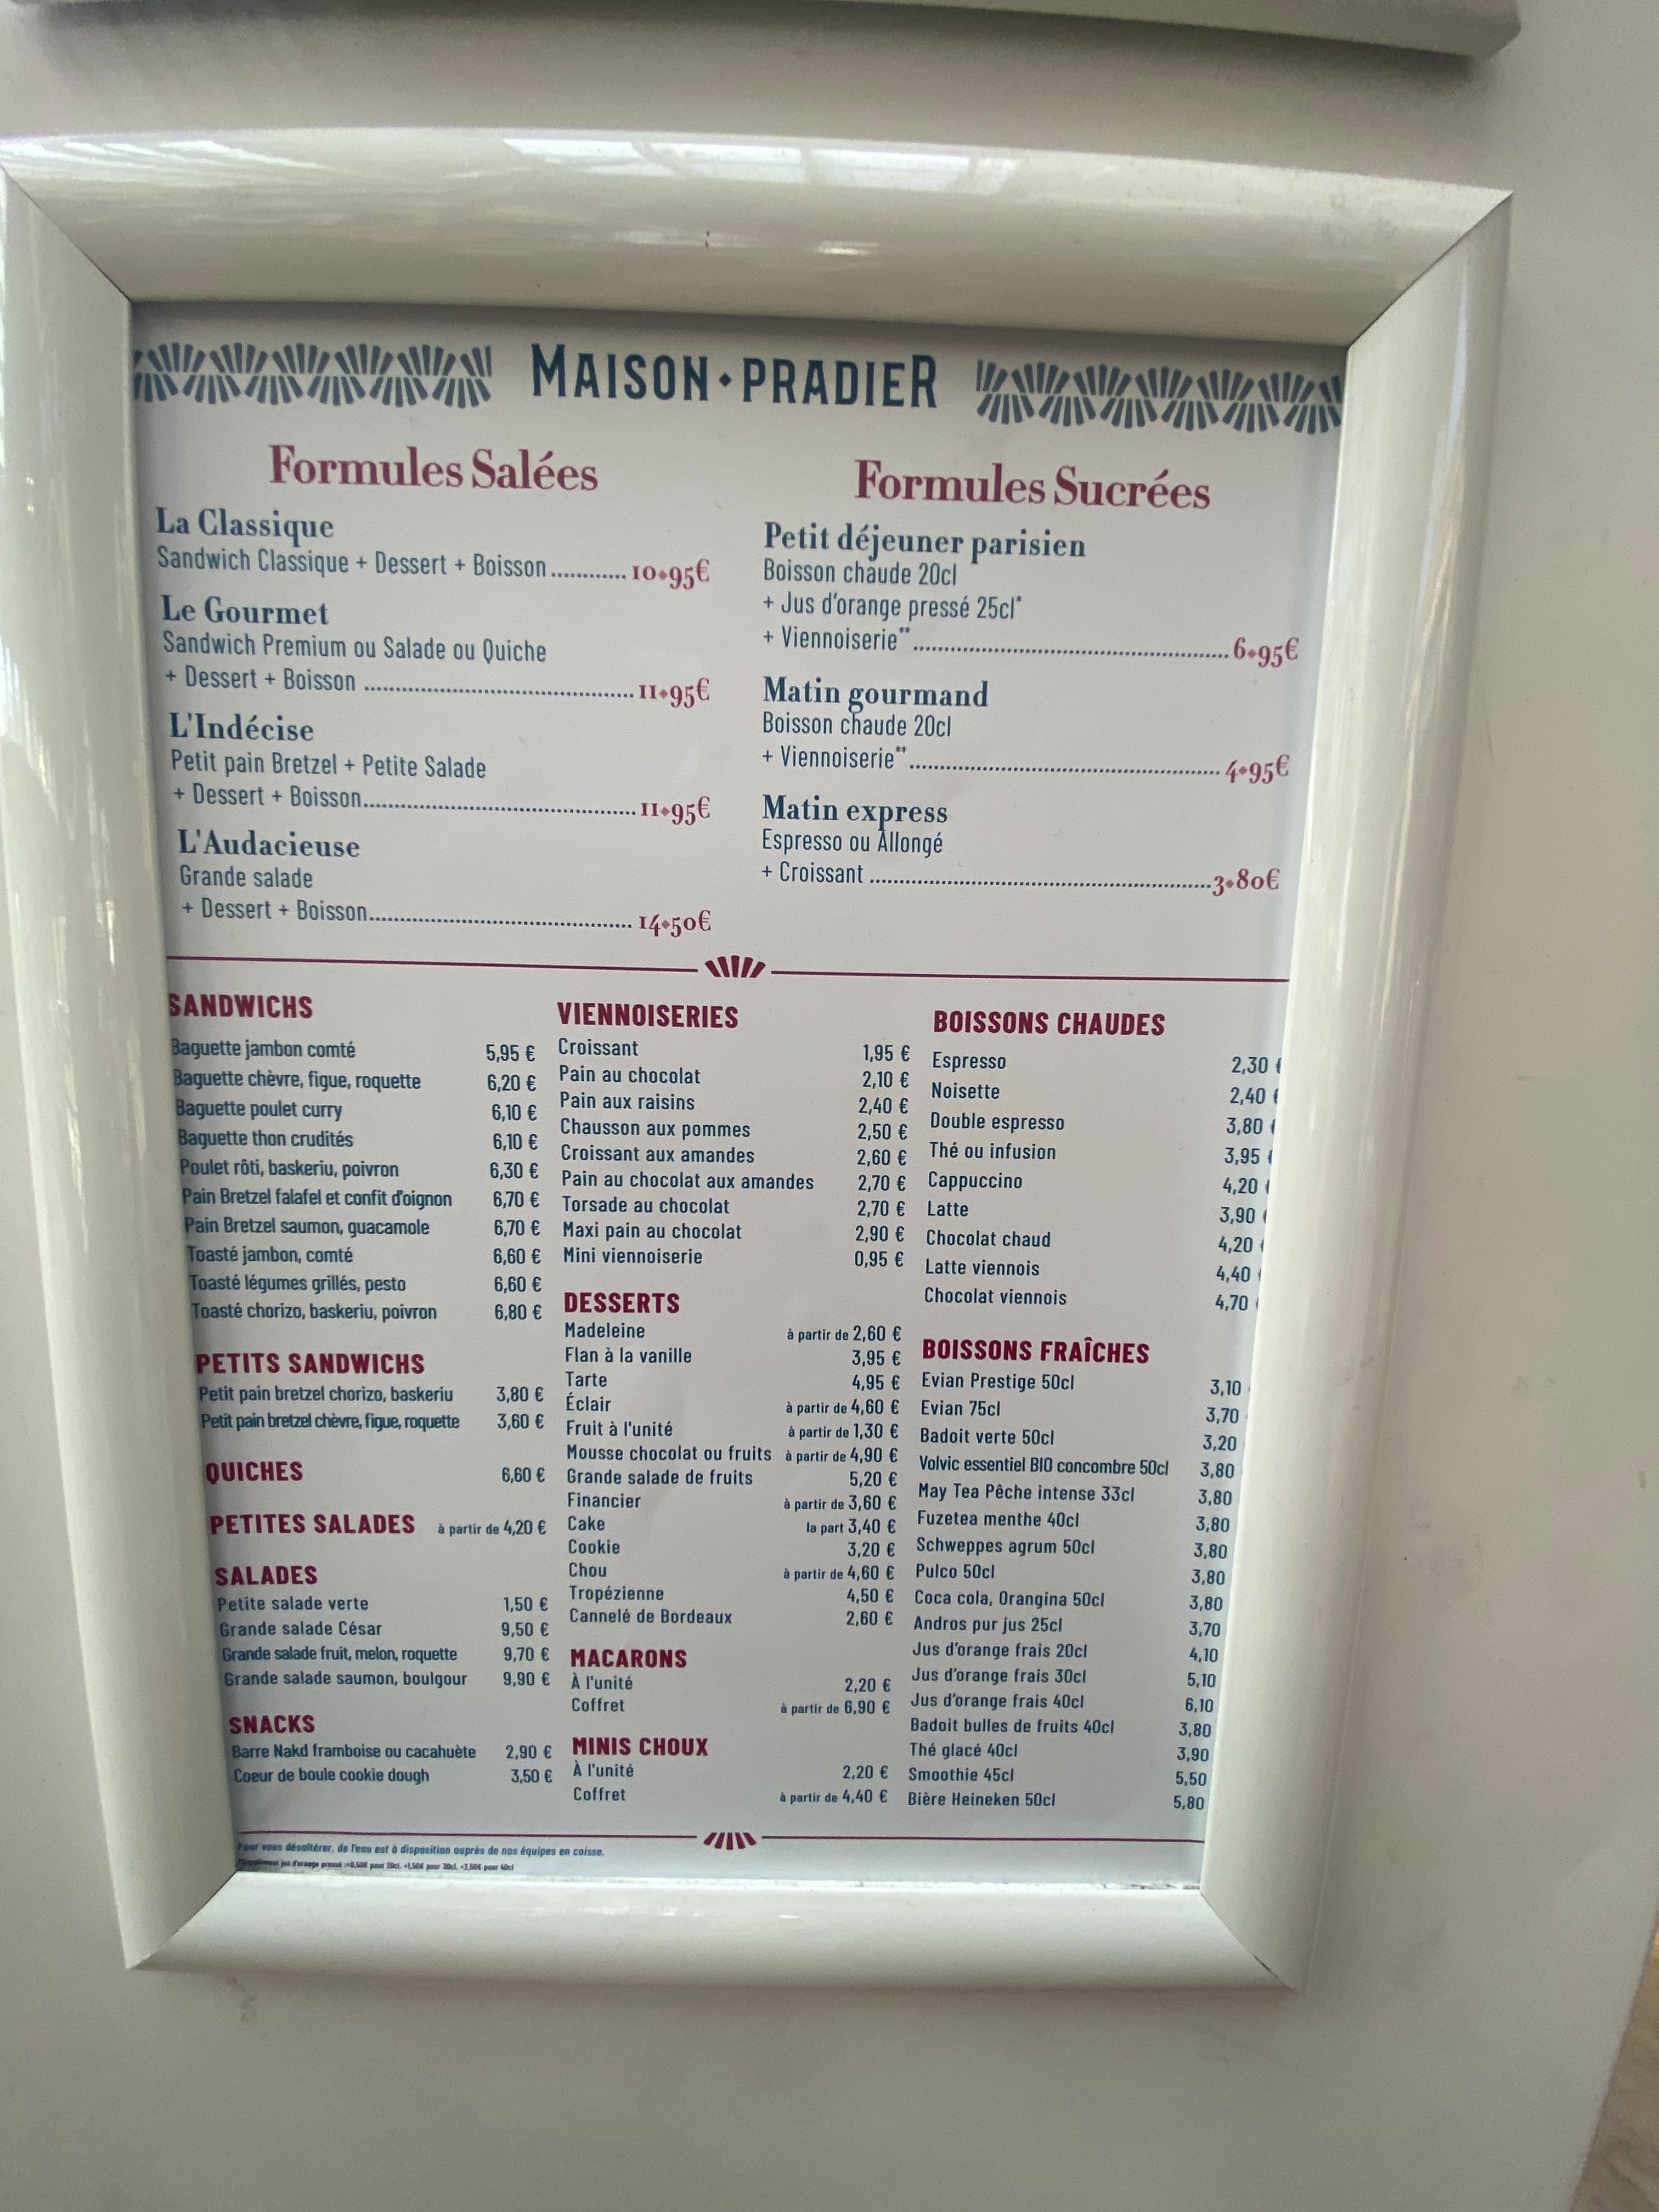 MAISON • PRADIER
Formules Salées
La Classique
Sandwich Classique + Dessert + Boisson ............ 10•95€
Le Gourmet
Sandwich Premium ou Salade ou Quiche
+ Dessert + Boisson ............ 11•95€
L'Indécise
Petit pain Bretzel + Petite Salade
+ Dessert + Boisson............ 11•95€
L'Audacieuse
Grande salade
+ Dessert + Boisson............ 14•50€
Formules Sucrées
Petit déjeuner parisien
Boisson chaude 20cl
+ Jus d'orange pressé 25cl*
+ Viennoiserie** ............ 6•95€
Matin gourmand
Boisson chaude 20cl
+ Viennoiserie** ............ 4•95€
Matin express
Espresso ou Allongé
+ Croissant ............ 3•80€
SANDWICHS
Baguette jambon comté 5,95 €
Baguette chèvre, figue, roquette 6,20 €
Baguette poulet curry 6,10 €
Baguette thon crudités 6,10 €
Poulet rôti, baskeriu, poivron 6,30 €
Pain Bretzel falafel et confit d'oignon 6,70 €
Pain Bretzel saumon, guacamole 6,70 €
Toasté jambon, comté 6,60 €
Toasté légumes grillés, pesto 6,60 €
Toasté chorizo, baskeriu, poivron 6,80 €
PETITS SANDWICHS
Petit pain bretzel chorizo, baskeriu 3,80 €
Petit pain bretzel chèvre, figue, roquette 3,60 €
QUICHES 6,60 €
PETITES SALADES à partir de 4,20 €
SALADES
Petite salade verte 1,50 €
Grande salade César 9,50 €
Grande salade fruit, melon, roquette 9,70 €
Grande salade saumon, boulgour 9,90 €
SNACKS
Barre Nakd framboise ou cacahuète 2,90 €
Coeur de boule cookie dough 3,50 €
VIENNOISERIES
Croissant 1,95 €
Pain au chocolat 2,10 €
Pain aux raisins 2,40 €
Chausson aux pommes 2,50 €
Croissant aux amandes 2,60 €
Pain au chocolat aux amandes 2,70 €
Torsade au chocolat 2,70 €
Maxi pain au chocolat 2,90 €
Mini viennoiserie 0,95 €
DESSERTS
Madeleine à partir de 2,60 €
Flan à la vanille 3,95 €
Tarte 4,95 €
Éclair à partir de 4,60 €
Fruit à l'unité à partir de 1,30 €
Mousse chocolat ou fruits à partir de 4,90 €
Grande salade de fruits 5,20 €
Financier à partir de 3,60 €
Cake la part 3,40 €
Cookie 3,20 €
Chou à partir de 4,60 €
Tropézienne 4,50 €
Cannelé de Bordeaux 2,60 €
MACARONS
À l'unité 2,20 €
Coffret à partir de 6,90 €
MINIS CHOUX
À l'unité 2,20 €
Coffret à partir de 4,40 €
BOISSONS CHAUDES
Espresso 2,30 €
Noisette 2,40 €
Double espresso 3,80 €
Thé ou infusion 3,95 €
Cappuccino 4,20 €
Latte 3,90
Chocolat chaud 4,20
Latte viennois 4,40
Chocolat viennois 4,70
BOISSONS FRAÎCHES
Evian Prestige 50cl 3,10
Evian 75cl 3,70
Badoit verte 50cl 3,20
Volvic essentiel BIO concombre 50cl 3,80
May Tea Pêche intense 33cl 3,80
Fuzetea menthe 40cl 3,80
Schweppes agrum 50cl 3,80
Pulco 50cl 3,80
Coca cola, Orangina 50cl 3,80
Andros pur jus 25cl 3,70
Jus d'orange frais 20cl 4,10
Jus d'orange frais 30cl 5,10
Jus d'orange frais 40cl 6,10
Badoit bulles de fruits 40cl 3,80
Thé glacé 40cl 3,90
Smoothie 45cl 5,50
Bière Heineken 50cl 5,80
Pour vous désaltérer, de l'eau est à disposition auprès de nos équipes en caisse.
jus d'orange pressé +1,50€ pour 30cl, +2,50€ pour 40cl